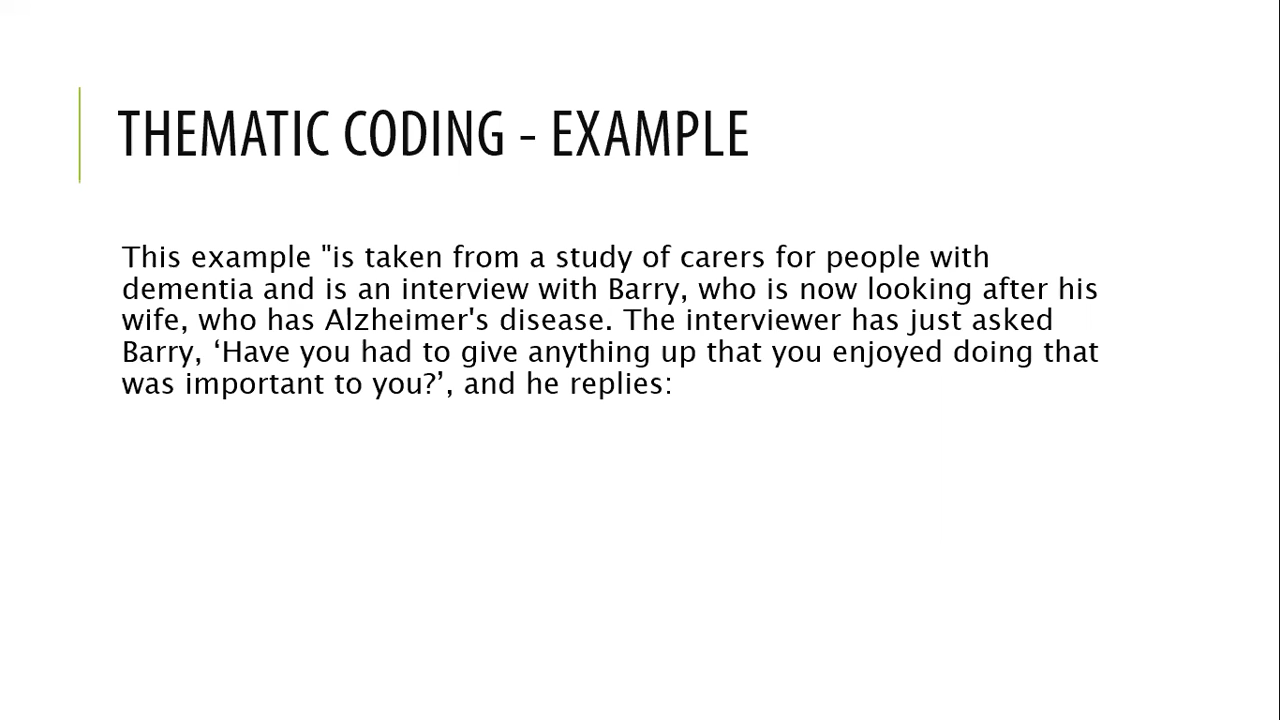 THEMATIC CODING - EXAMPLE
This example "is taken from a study of carers for people with
dementia and is an interview with Barry, who is now looking after his
wife, who has Alzheimer's disease. The interviewer has just asked
Barry, ‘Have you had to give anything up that you enjoyed doing that
was important to you?’, and he replies: